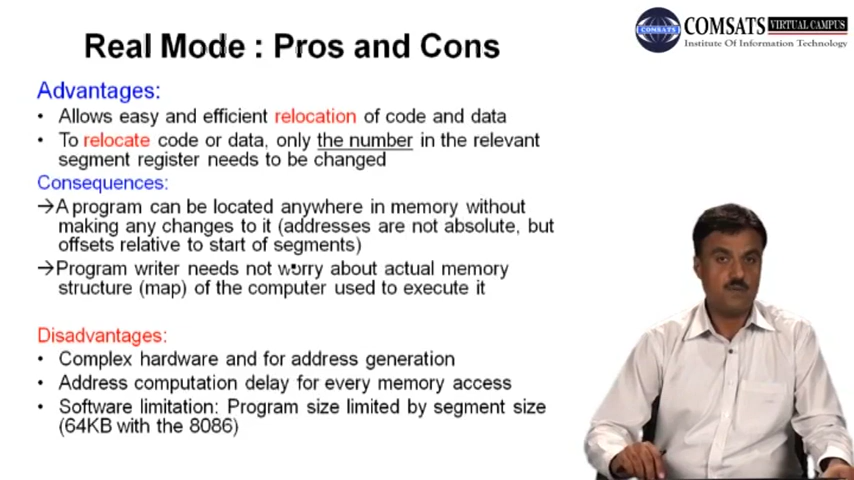 Real Mode : Pros and Cons
COMSATS
VIRTUAL CAMPUS
Institute Of Information Technology
COMSATS
Advantages:
• Allows easy and efficient relocation of code and data
• To relocate code or data, only the number in the relevant
segment register needs to be changed
Consequences:
→A program can be located anywhere in memory without
making any changes to it (addresses are not absolute, but
offsets relative to start of segments)
→Program writer needs not worry about actual memory
structure (map) of the computer used to execute it
Disadvantages:
• Complex hardware and for address generation
• Address computation delay for every memory access
• Software limitation: Program size limited by segment size
(64KB with the 8086)